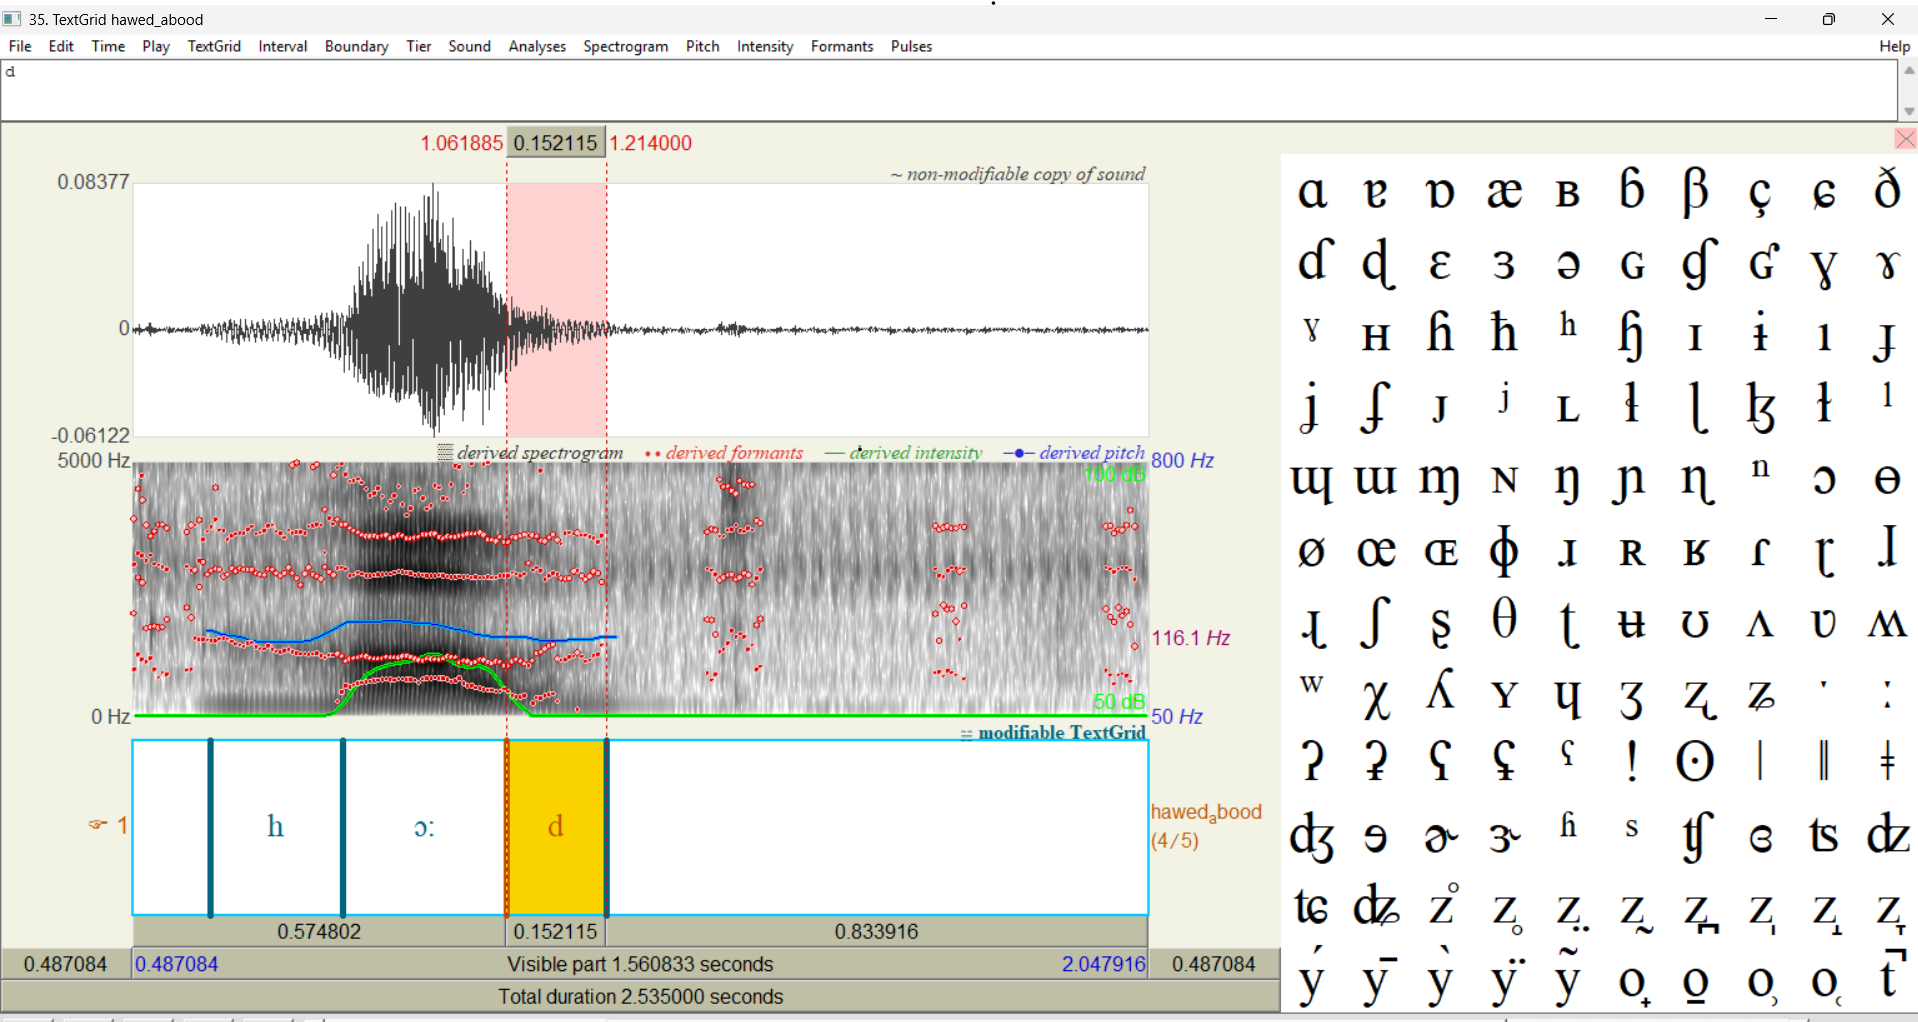 35. TextGrid hawed_abood
File Edit Time Play TextGrid Interval Boundary Tier Sound Analyses Spectrogram Pitch Intensity Formants Pulses Help
d
1.061885 0.152115 1.214000
~ non-modifiable copy of sound
0.08377
0
-0.06122
derived spectrogram derived formants derived intensity derived pitch
5000 Hz
0 Hz
800 Hz
100 dB
116.1 Hz
50 dB
50 Hz
modifiable TextGrid
☞ 1
h ɔː d
hawedₐbood
(4/5)
0.574802 0.152115 0.833916
0.487084 0.487084 Visible part 1.560833 seconds 2.047916 0.487084
Total duration 2.535000 seconds
ɑ ɐ ɒ æ ʙ ɓ β ç ɕ ð
ɗ ɖ ɛ ɜ ə ɢ ɠ ʛ ɣ ɤ
ˠ ʜ ɦ ħ ʰ ɧ ɪ ɨ ı ɟ
ʝ ʄ ᴊ ʲ ʟ ɬ ɭ ɮ ƚ ˡ
ɰ ɯ ɱ ɴ ŋ ɲ ɳ ⁿ ɔ ɵ
ø œ ɶ ɸ ɹ ʀ ʁ ɾ ɽ ɺ
ɻ ʃ ʂ θ ʈ ʉ ʊ ʌ ʋ ʍ
ʷ χ ʎ ʏ ɥ ʒ ʐ ʑ ˈ ː
ʔ ʡ ʕ ʢ ˤ ! ʘ ǀ ǁ ǂ
ʤ ɘ ɚ ɝ ʱ ˢ ʧ ɞ ʦ ʣ
ʨ ʥ z̊ z̥ z̤ z̰ z̪ z̩ z̝ z̞
ý ȳ ỳ ÿ ỹ o̟ o̠ o̹ o̜ t̚